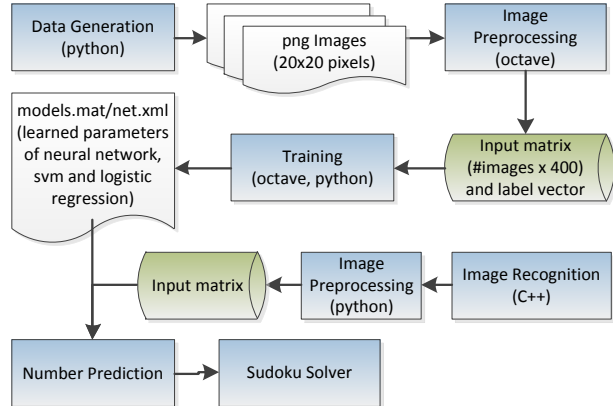 Data Generation
(python)
png Images
(20x20 pixels)
Image
Preprocessing
(octave)
models.mat/net.xml
(learned parameters
of neural network,
svm and logistic
regression)
Training
(octave, python)
Input matrix
(#images x 400)
and label vector
Input matrix
Image
Preprocessing
(python)
Image Recognition
(C++)
Number Prediction
Sudoku Solver